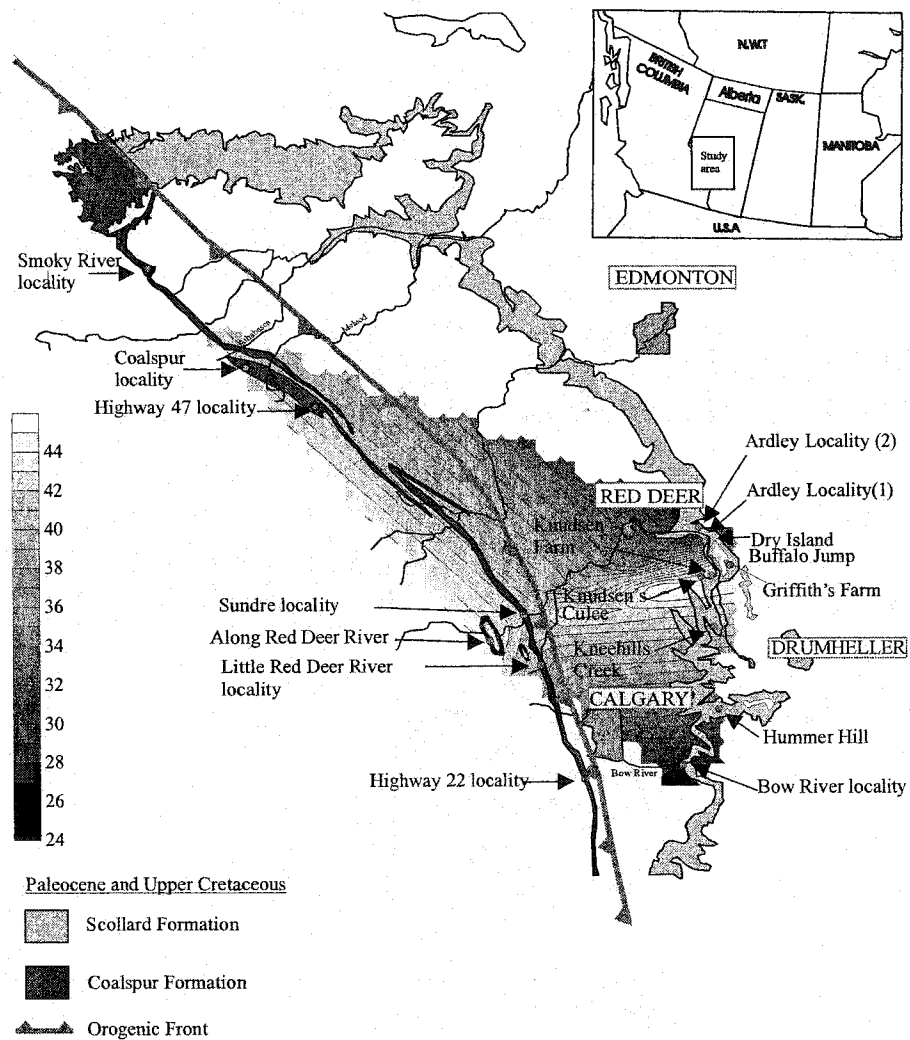 N.W.T
BRITISH
COLUMBIA
Alberta
SASK.
MANITOBA
Study
area
U.S.A
EDMONTON
Smoky River
locality
Coalspur
locality
Highway 47 locality
Ardley Locality (2)
RED DEER
Ardley Locality(1)
Knudsen
Farm
Dry Island
Buffalo Jump
Griffith's Farm
Knudsen's
Culee
Sundre locality
Along Red Deer River
Kneehills
Creek
DRUMHELLER
Little Red Deer River
locality
CALGARY
Hummer Hill
Highway 22 locality
Bow River
Bow River locality
44
42
40
38
36
34
32
30
28
26
24
Paleocene and Upper Cretaceous
Scollard Formation
Coalspur Formation
Orogenic Front